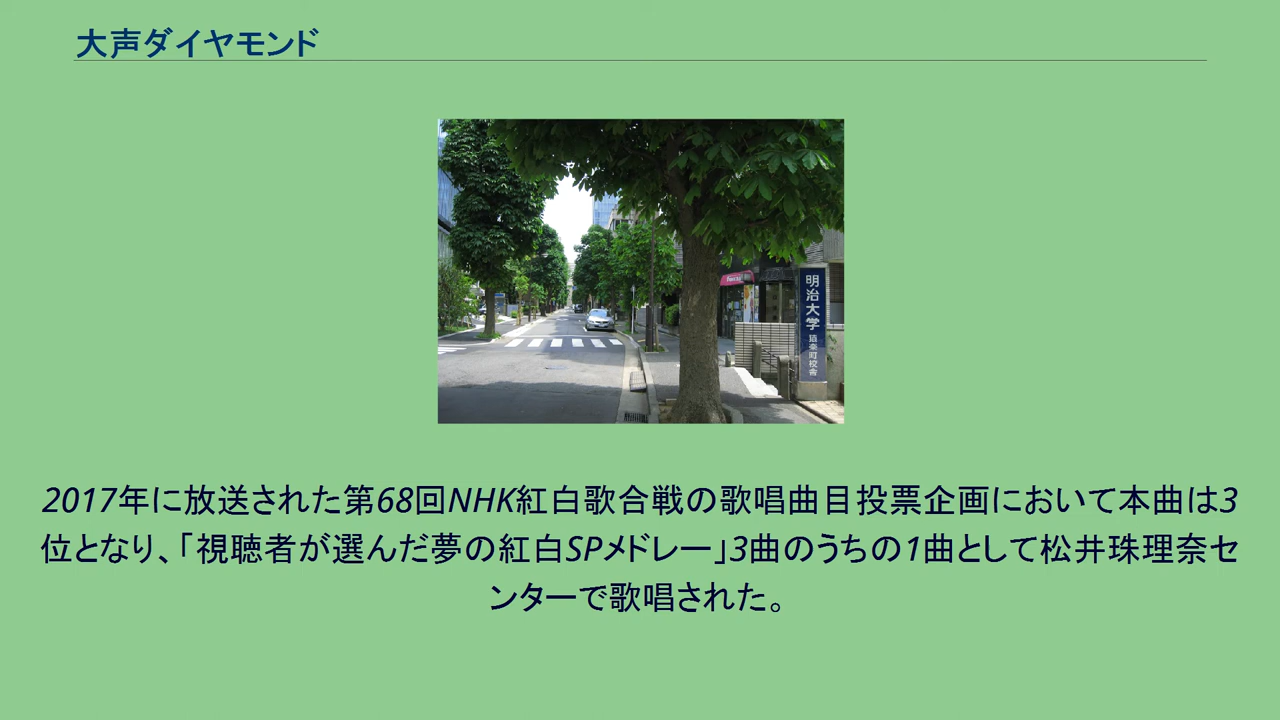 大声ダイヤモンド
明治大学
猿楽町校舎
2017年に放送された第68回NHK紅白歌合戦の歌唱曲目投票企画において本曲は3
位となり、「視聴者が選んだ夢の紅白SPメドレー」3曲のうちの1曲として松井珠理奈セ
ンターで歌唱された。